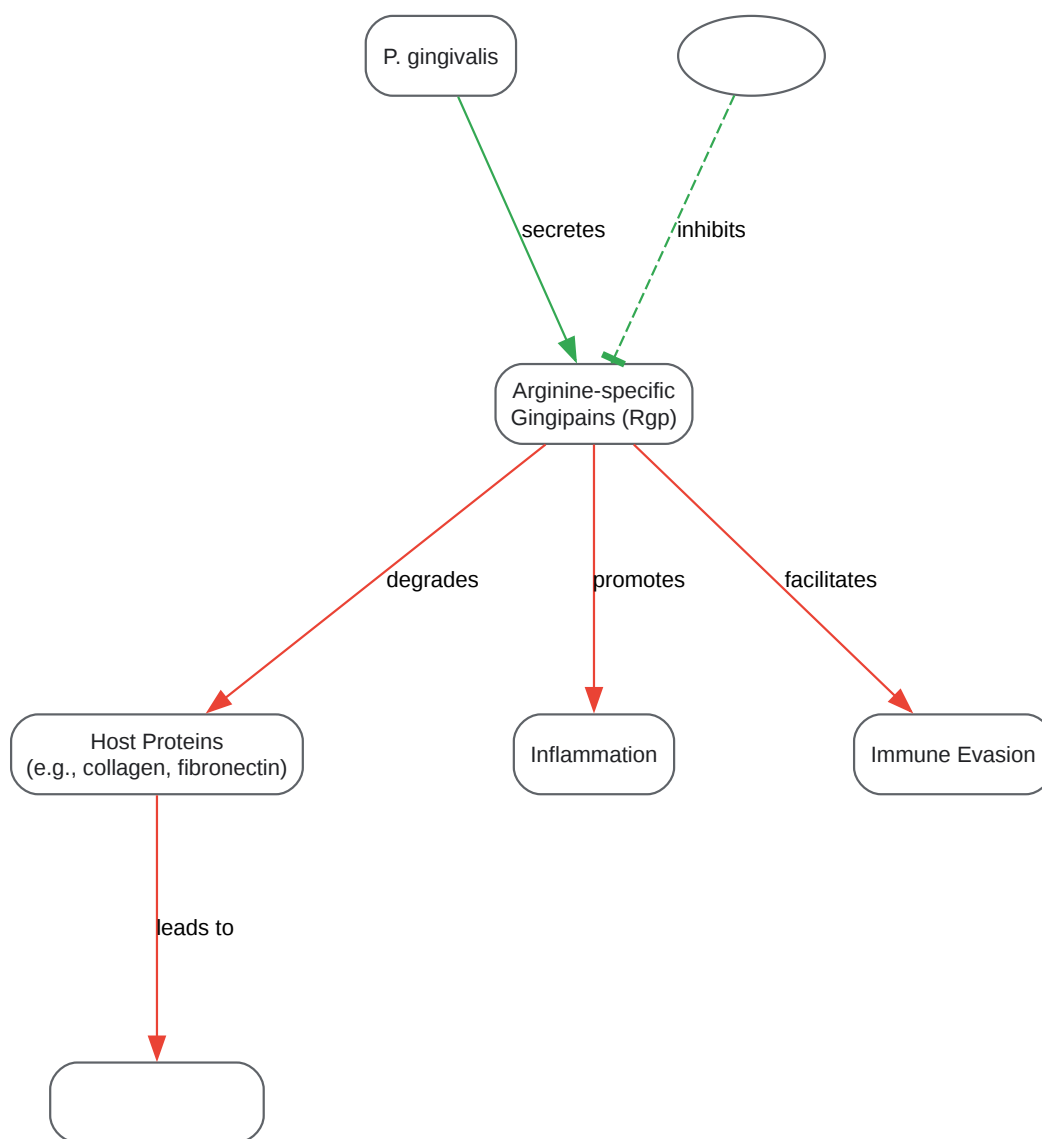 P. gingivalis
secretes
inhibits
Arginine-specific
Gingipains (Rgp)
degrades
promotes
facilitates
Host Proteins
(e.g., collagen, fibronectin)
Inflammation
Immune Evasion
leads to